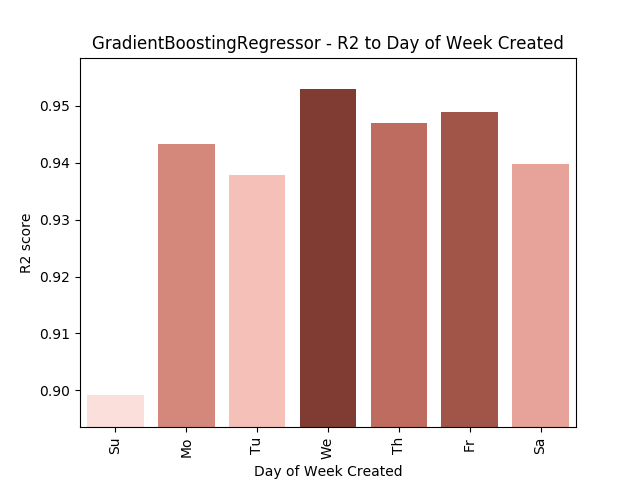 GradientBoostingRegressor - R2 to Day of Week Created
0.95
0.94
0.93
0.92
0.91
0.90
R2 score
Su Mo Tu We Th Fr Sa
Day of Week Created